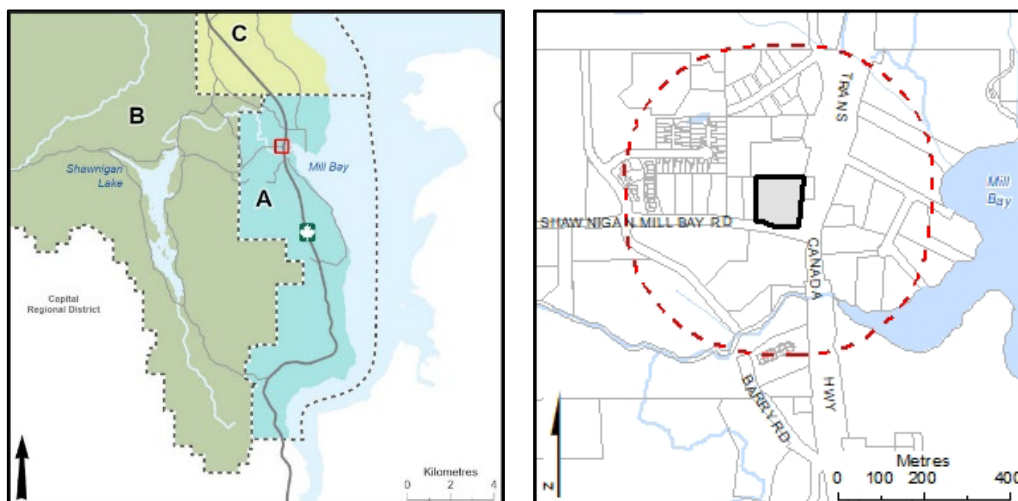 C
B
Shawnigan
Lake
Mill Bay
A
Capital
Regional District
Kilometres
0 2 4
TRANS
Mill
Bay
SHAWNIGAN MILL BAY RD
CANADA
BARRY RD
HWY
N
Metres
0 100 200 400